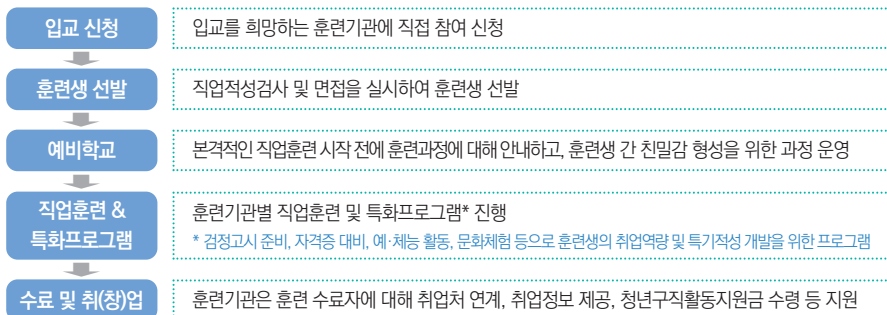 입교 신청
입교를 희망하는 훈련기관에 직접 참여 신청
훈련생 선발
직업적성검사 및 면접을 실시하여 훈련생 선발
예비학교
본격적인 직업훈련 시작 전에 훈련과정에 대해 안내하고, 훈련생 간 친밀감 형성을 위한 과정 운영
직업훈련 &
특화프로그램
훈련기관별 직업훈련 및 특화프로그램* 진행
* 검정고시 준비, 자격증 대비, 예·체능 활동, 문화체험 등으로 훈련생의 취업역량 및 특기적성 개발을 위한 프로그램
수료 및 취(창)업
훈련기관은 훈련 수료자에 대해 취업처 연계, 취업정보 제공, 청년구직활동지원금 수령 등 지원